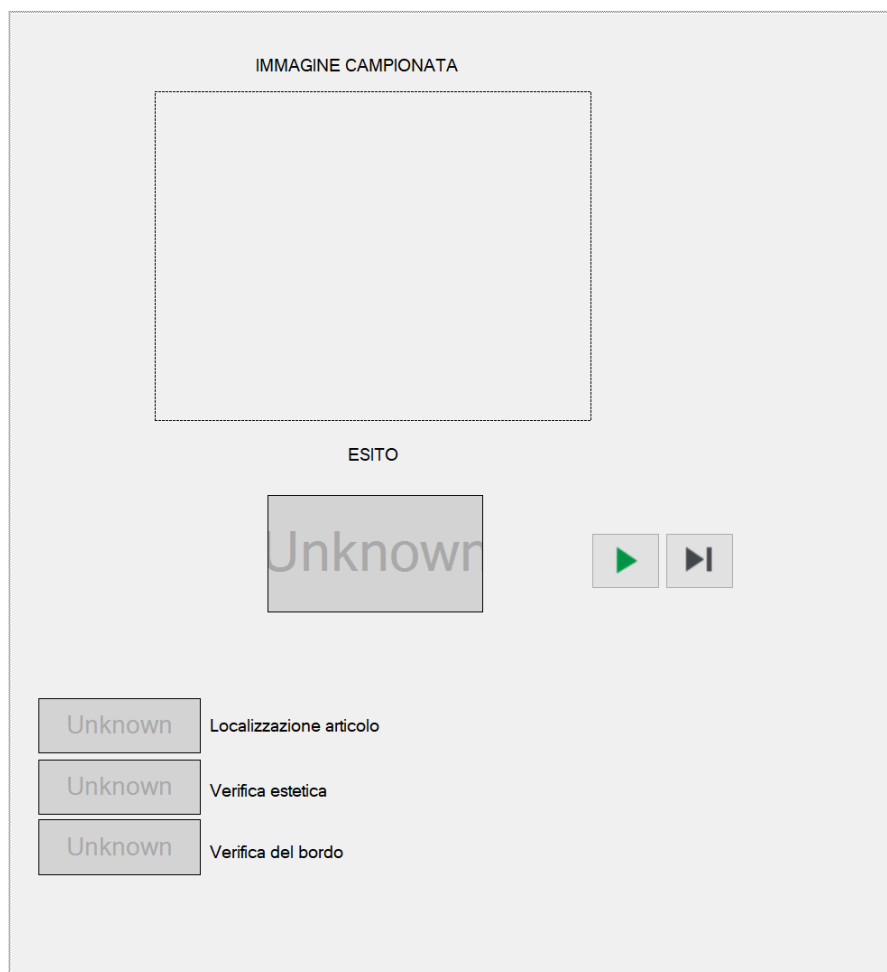 IMMAGINE CAMPIONATA
ESITO
Unknown
Unknown Localizzazione articolo
Unknown Verifica estetica
Unknown Verifica del bordo